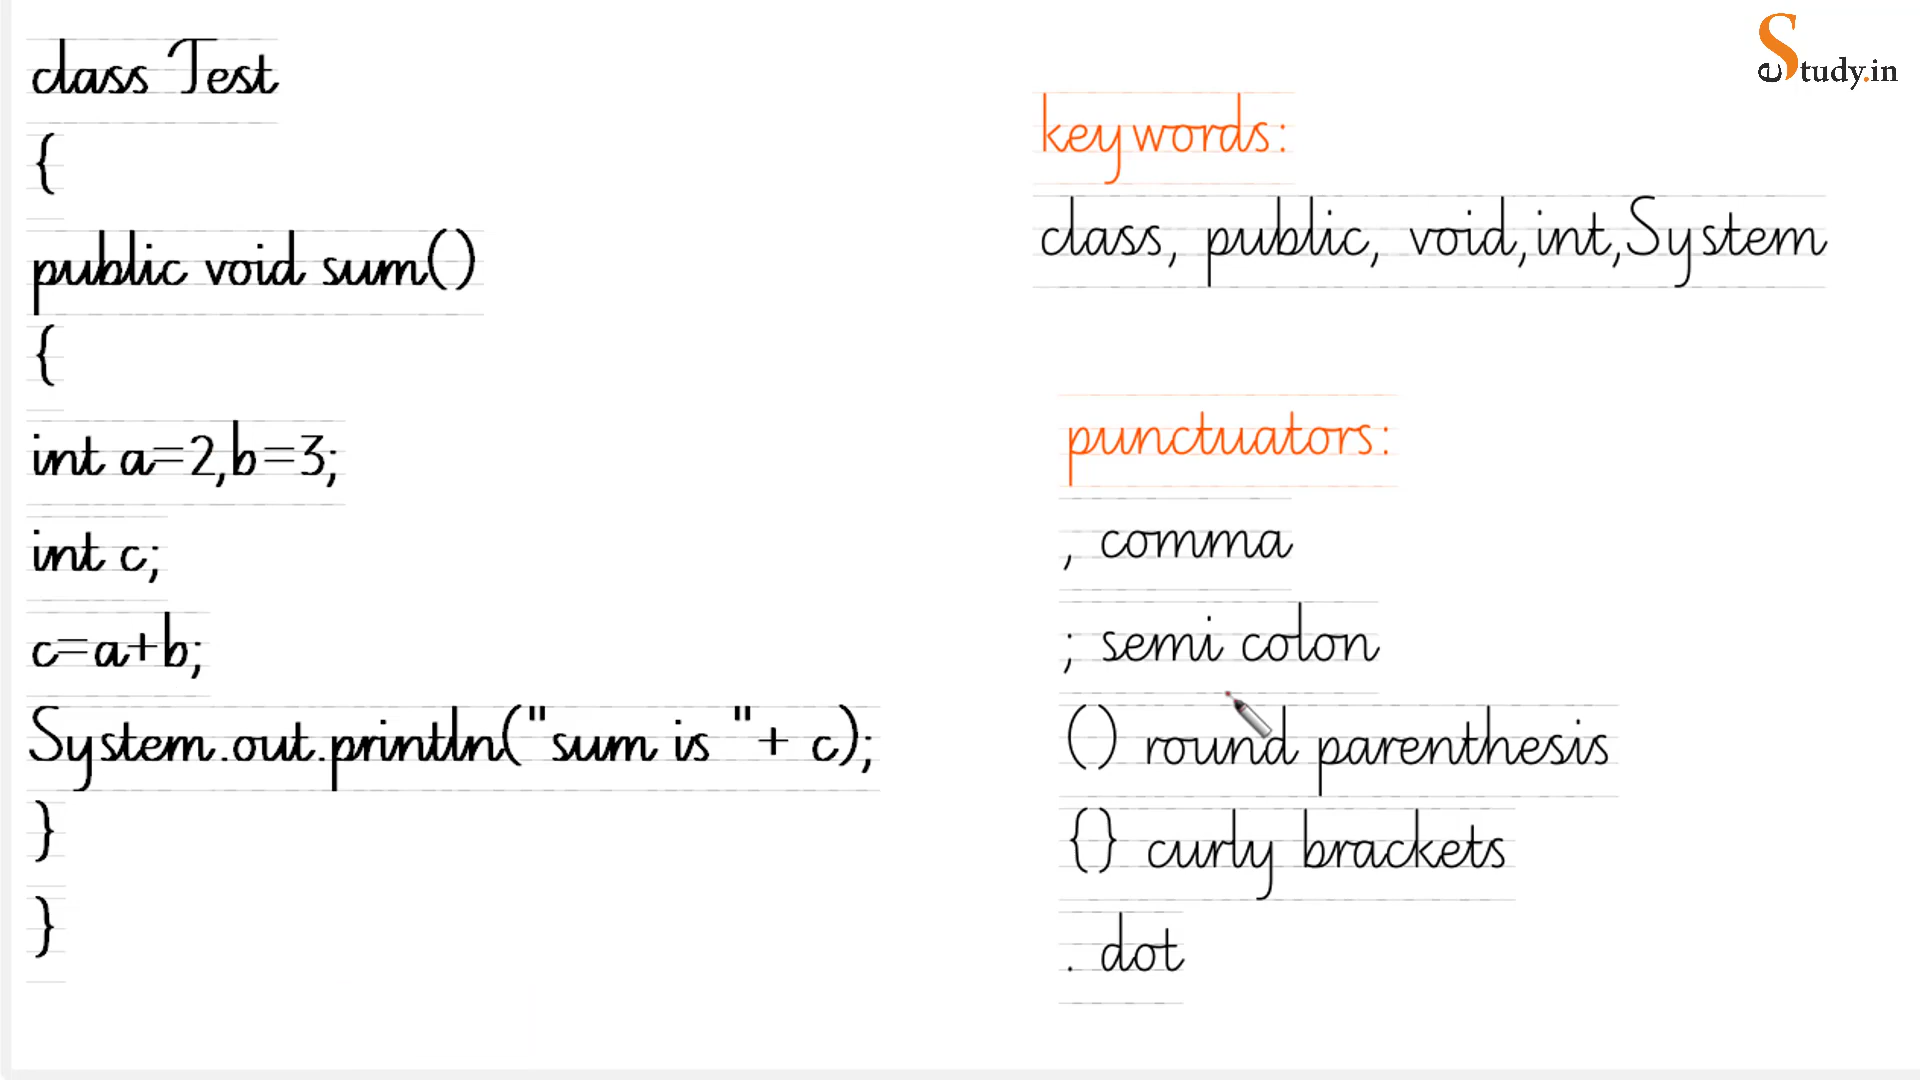 class Test
{
public void sum()
{
int a=2,b=3;
int c;
c=a+b;
System.out.println("sum is "+ c);
}
}
eStudy.in
keywords:
class, public, void,int,System
punctuators:
, comma
; semi colon
() round parenthesis
{} curly brackets
. dot